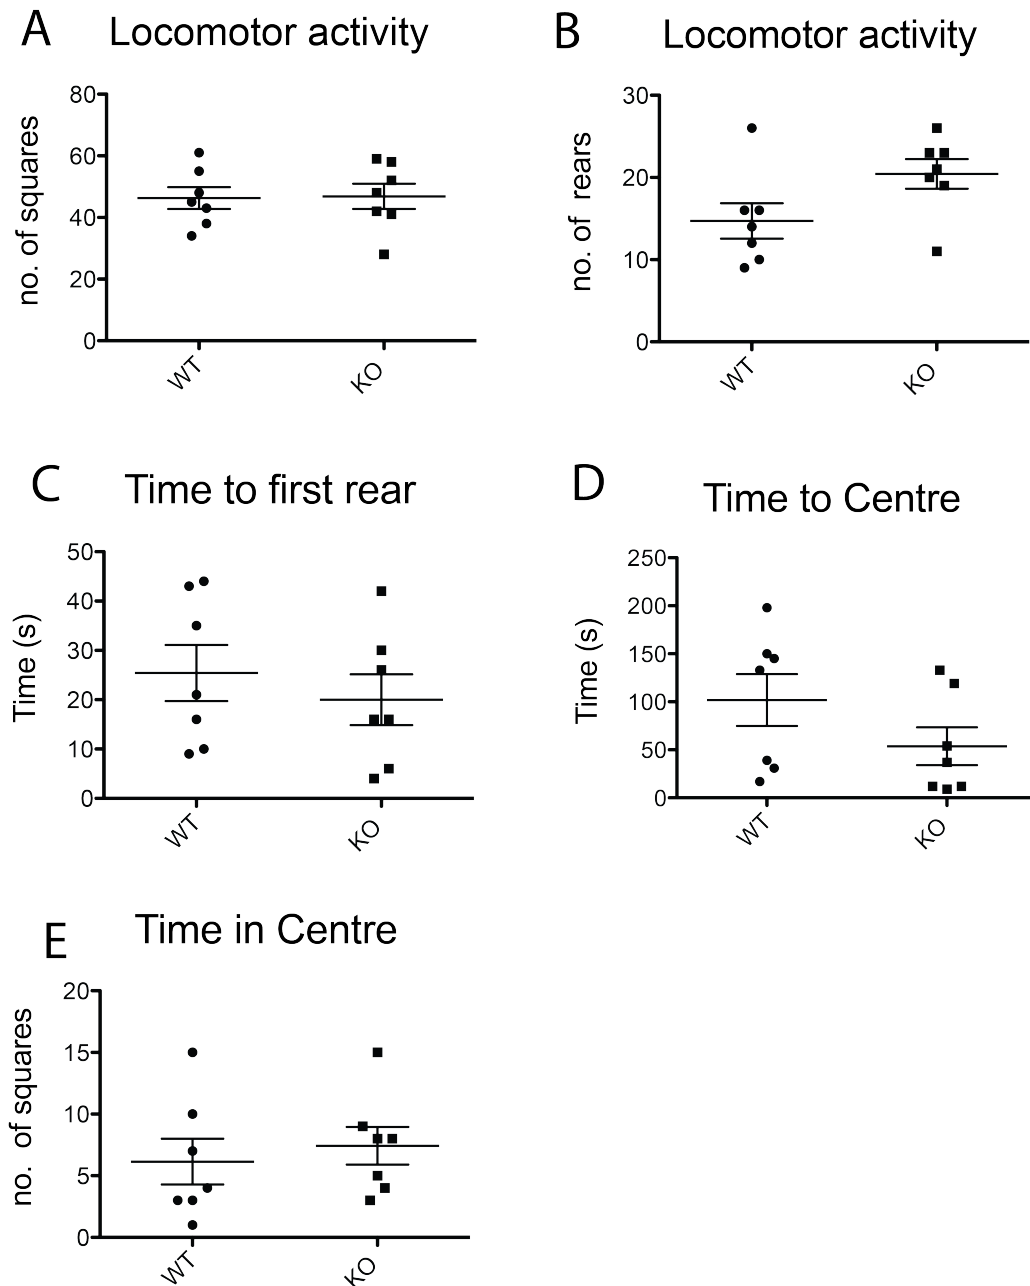 A
Locomotor activity
no. of squares
80
60
40
20
0
WT
KO
B
Locomotor activity
no. of  rears
30
20
10
0
WT
KO
C
Time to first rear
Time (s)
50
40
30
20
10
0
WT
KO
D
Time to Centre
Time (s)
250
200
150
100
50
0
WT
KO
E
Time in Centre
no.  of squares
20
15
10
5
0
WT
KO